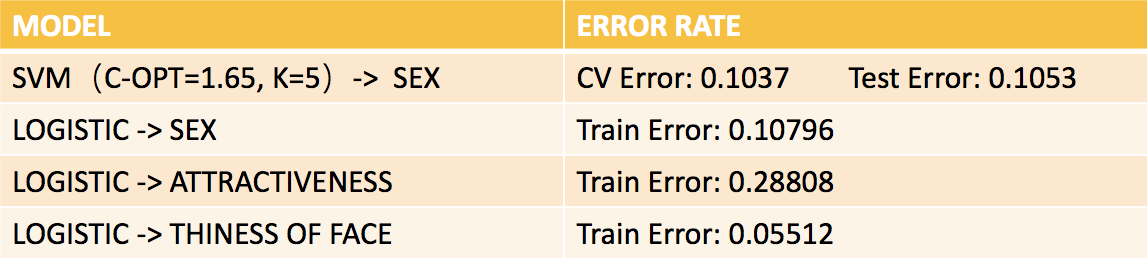 MODEL ERROR RATE
SVM（C-OPT=1.65, K=5）-> SEX CV Error: 0.1037 Test Error: 0.1053
LOGISTIC -> SEX Train Error: 0.10796
LOGISTIC -> ATTRACTIVENESS Train Error: 0.28808
LOGISTIC -> THINESS OF FACE Train Error: 0.05512